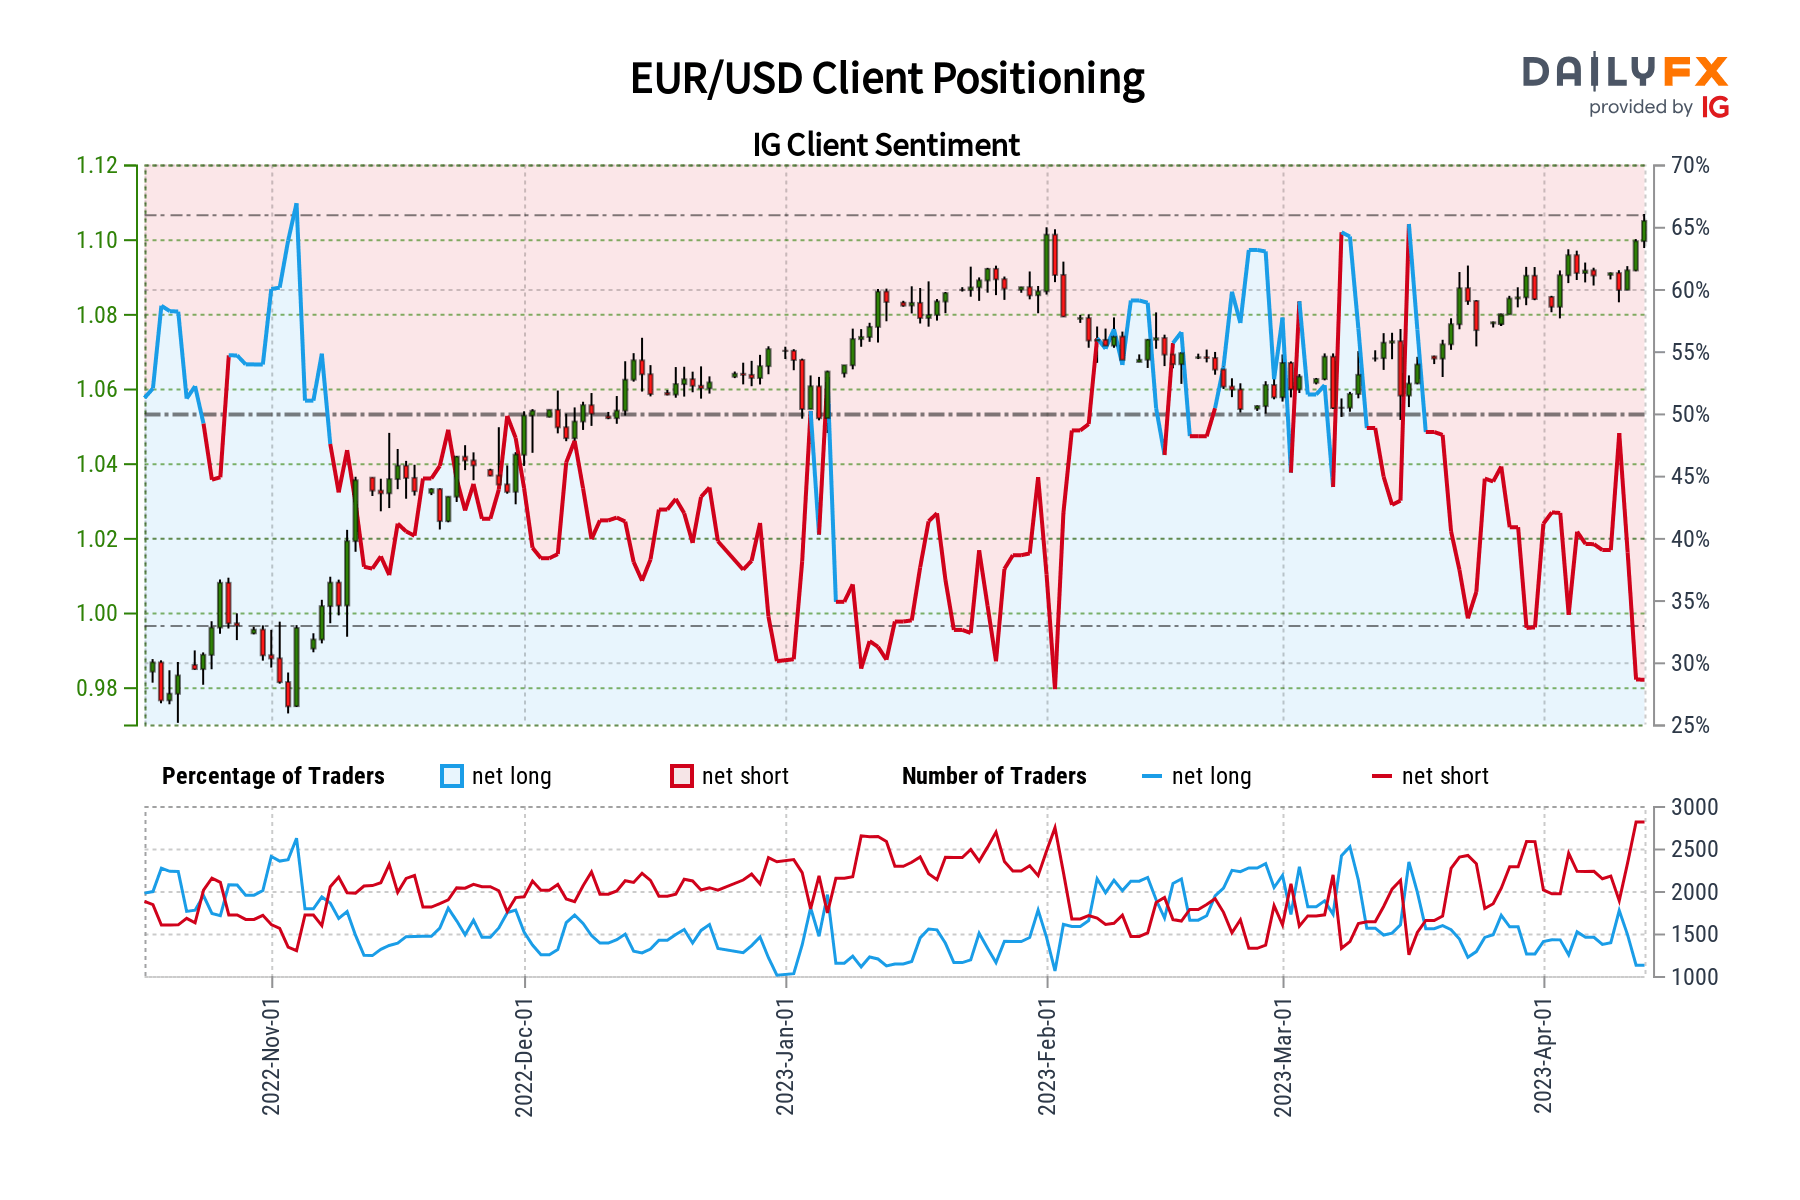 EUR/USD Client Positioning
DAILYFX
provided by IG
IG Client Sentiment
1.12
1.10
1.08
1.06
1.04
1.02
1.00
0.98
70%
65%
60%
55%
50%
45%
40%
35%
30%
25%
Percentage of Traders net long net short Number of Traders net long net short
3000
2500
2000
1500
1000
2022-Nov-01
2022-Dec-01
2023-Jan-01
2023-Feb-01
2023-Mar-01
2023-Apr-01